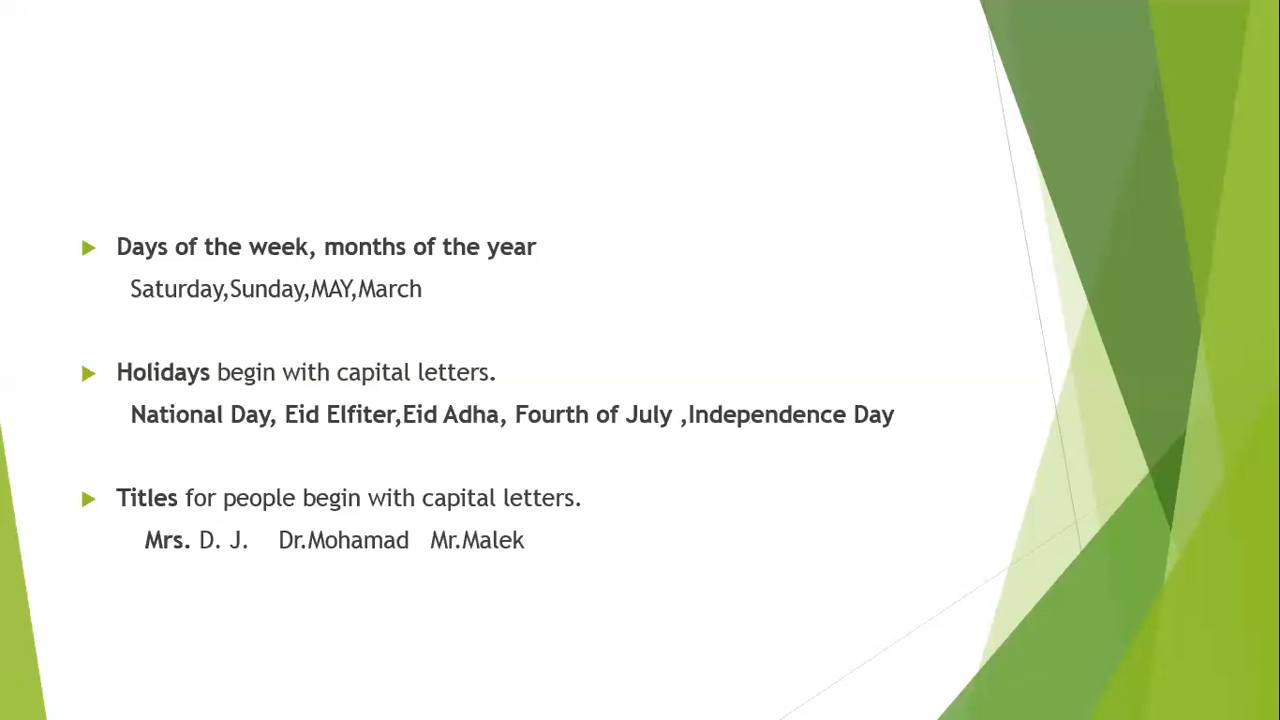 Days of the week, months of the year
Saturday,Sunday,MAY,March
Holidays begin with capital letters.
National Day, Eid Elfiter,Eid Adha, Fourth of July ,Independence Day
Titles for people begin with capital letters.
Mrs. D. J. Dr.Mohamad Mr.Malek